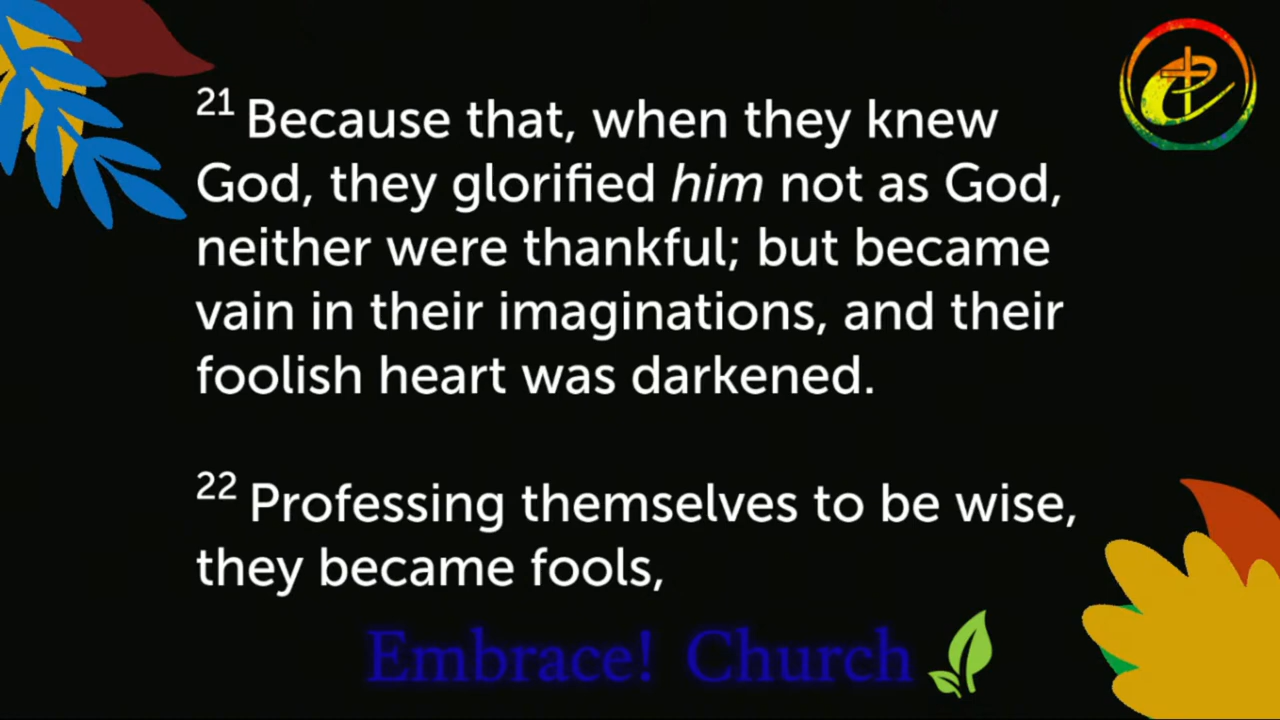 21 Because that, when they knew
God, they glorified him not as God,
neither were thankful; but became
vain in their imaginations, and their
foolish heart was darkened.
22 Professing themselves to be wise,
they became fools,
Embrace! Church